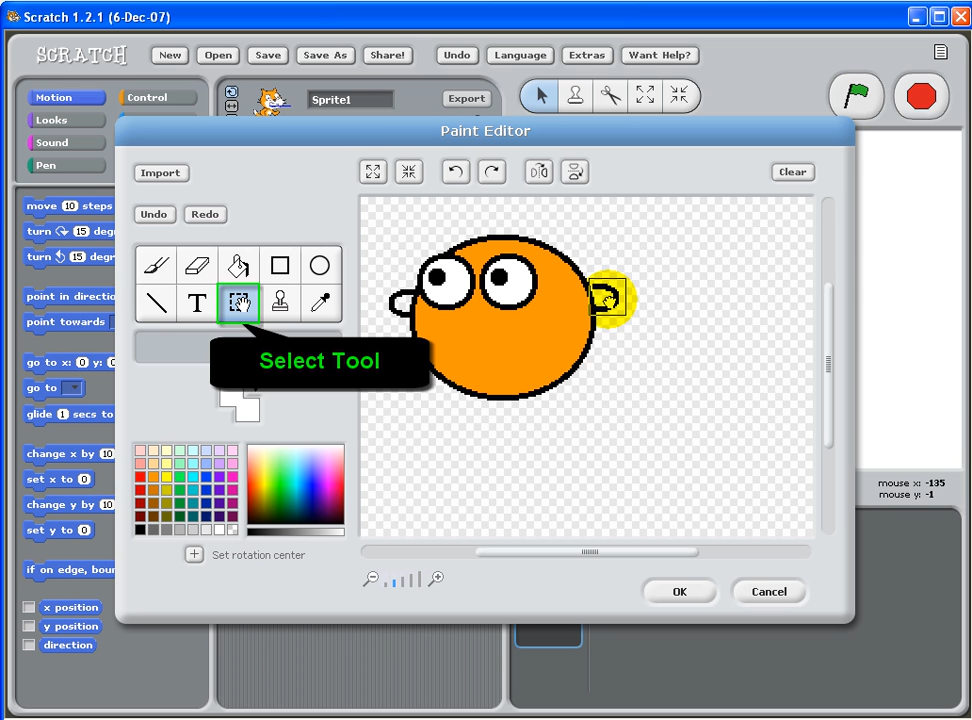 Scratch 1.2.1 (6-Dec-07)
SCRATCH New Open Save Save As Share! Undo Language Extras Want Help?
Motion Control
Sprite1 Export
Looks
Sound
Pen
Paint Editor
Import Clear
Undo Redo
T
Select Tool
Set rotation center
OK Cancel
move 10 steps
turn 15 deg
turn 15 deg
point in directio
point towards
go to x: 0 y:
go to
glide 1 secs to
change x by 10
set x to 0
change y by 10
set y to 0
if on edge, boun
x position
y position
direction
mouse x: -135
mouse y: -1